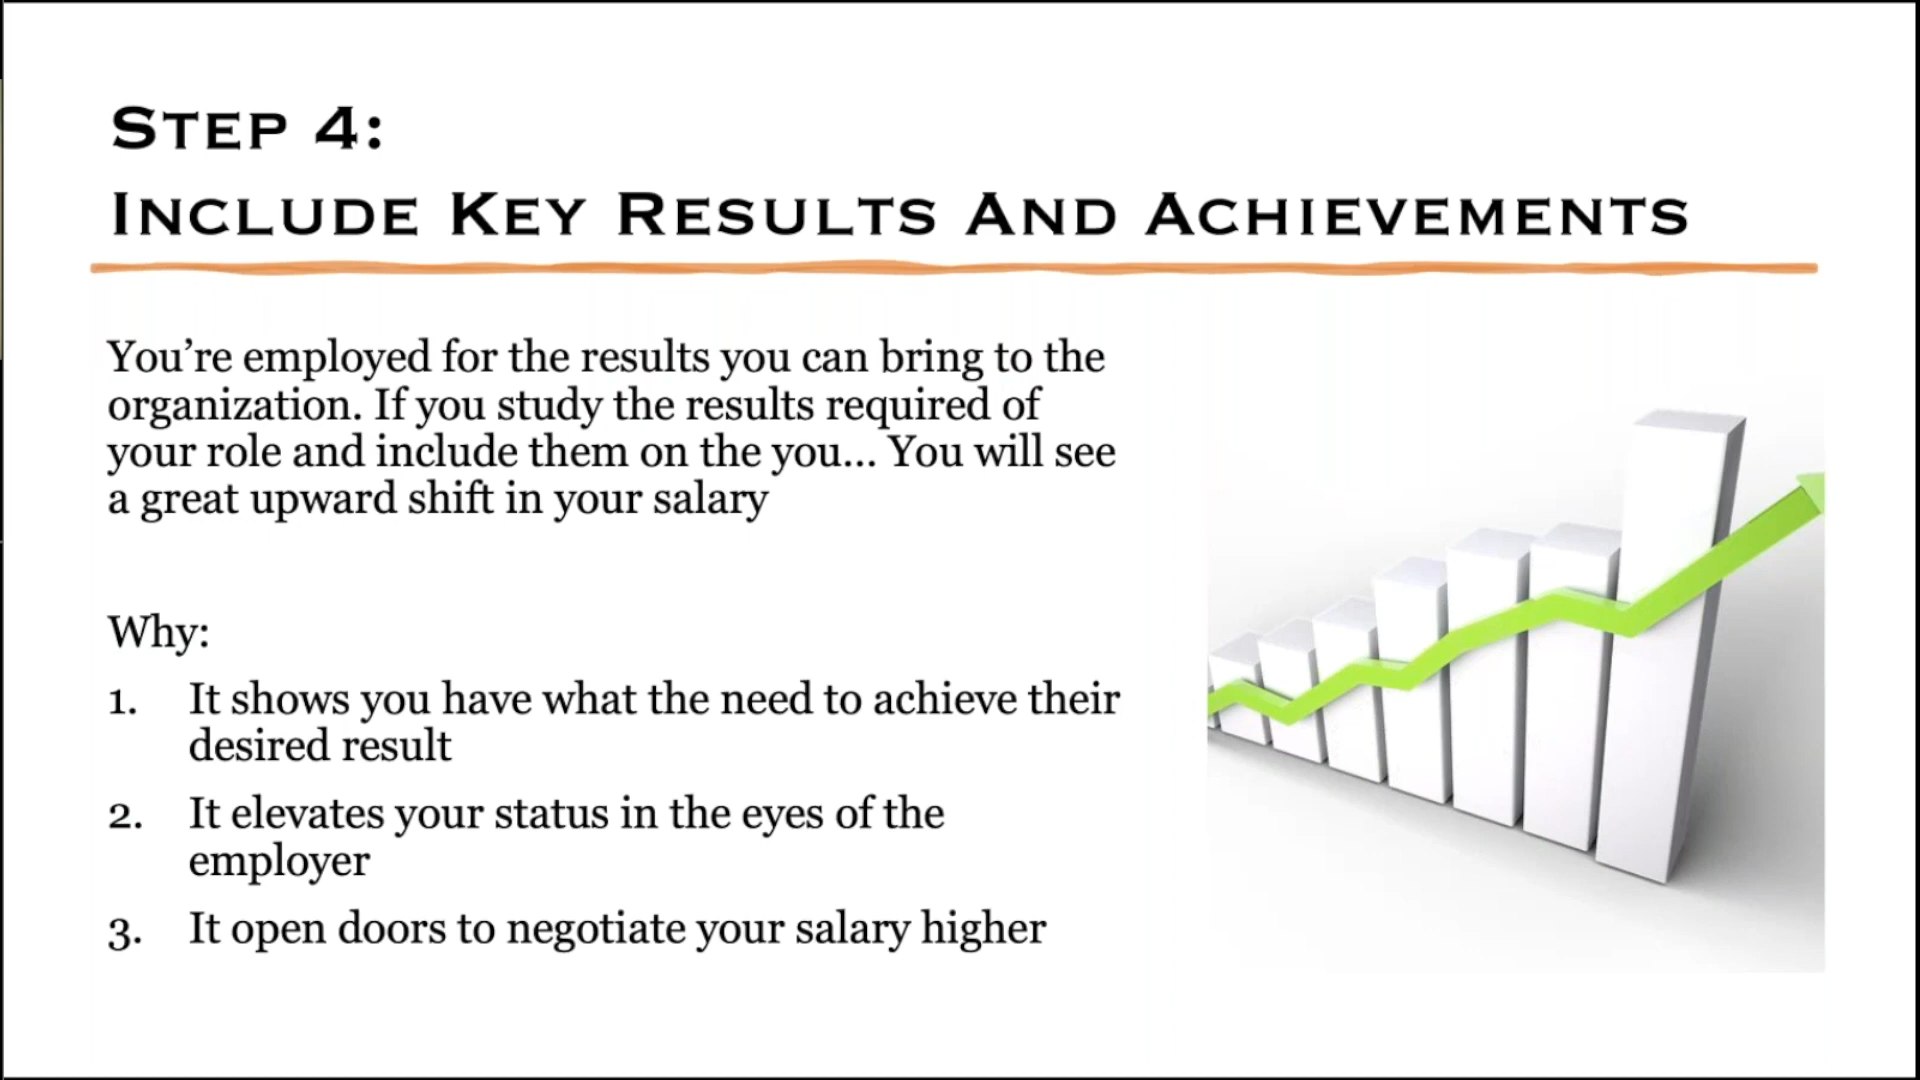 Step 4:
Include Key Results And Achievements
You’re employed for the results you can bring to the
organization. If you study the results required of
your role and include them on the you... You will see
a great upward shift in your salary
Why:
1. It shows you have what the need to achieve their
desired result
2. It elevates your status in the eyes of the
employer
3. It open doors to negotiate your salary higher